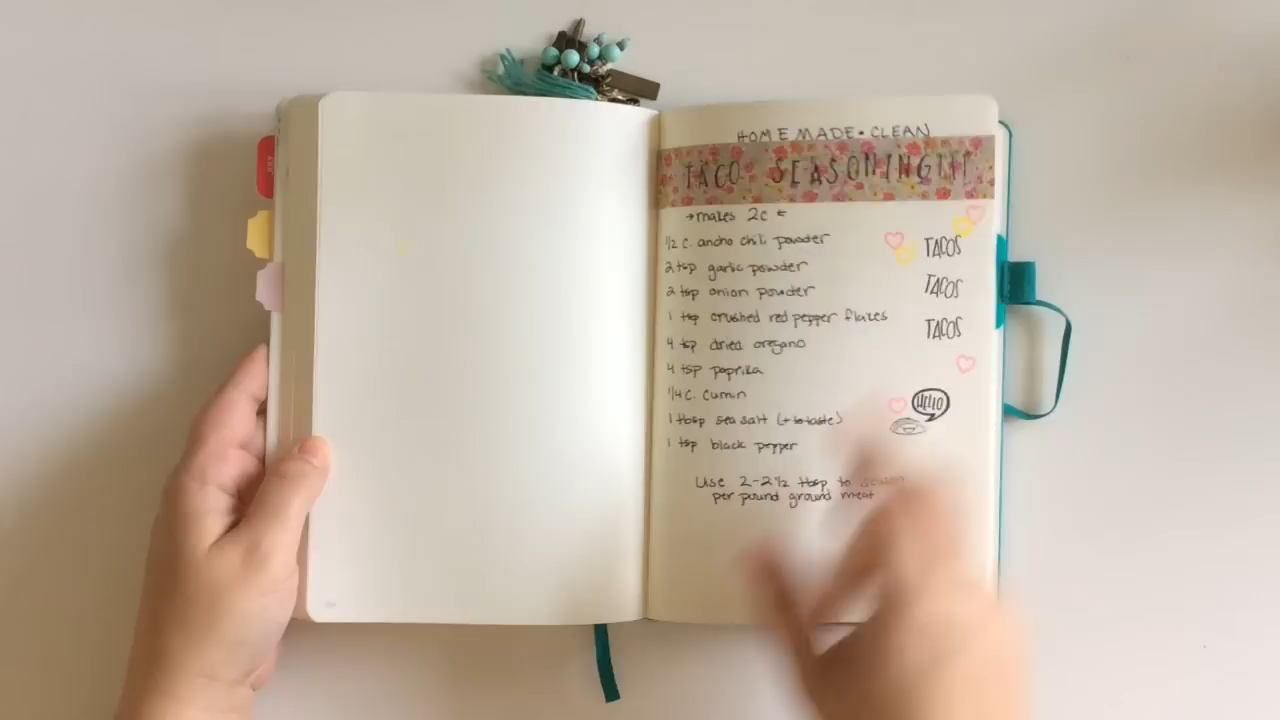 HOMEMADE • CLEAN
TACO SEASONING
→makes 2c ←
1/2 c. ancho chili powder
TACOS
2 tsp garlic powder
2 tsp onion powder
TACOS
1 tsp crushed red pepper flakes
TACOS
4 tsp dried oregano
4 tsp paprika
1/4 c. cumin
HELLO
1 tbsp sea salt (+ to taste)
1 tsp black pepper
Use 2-2 1/2 tbsp to season
per pound ground meat